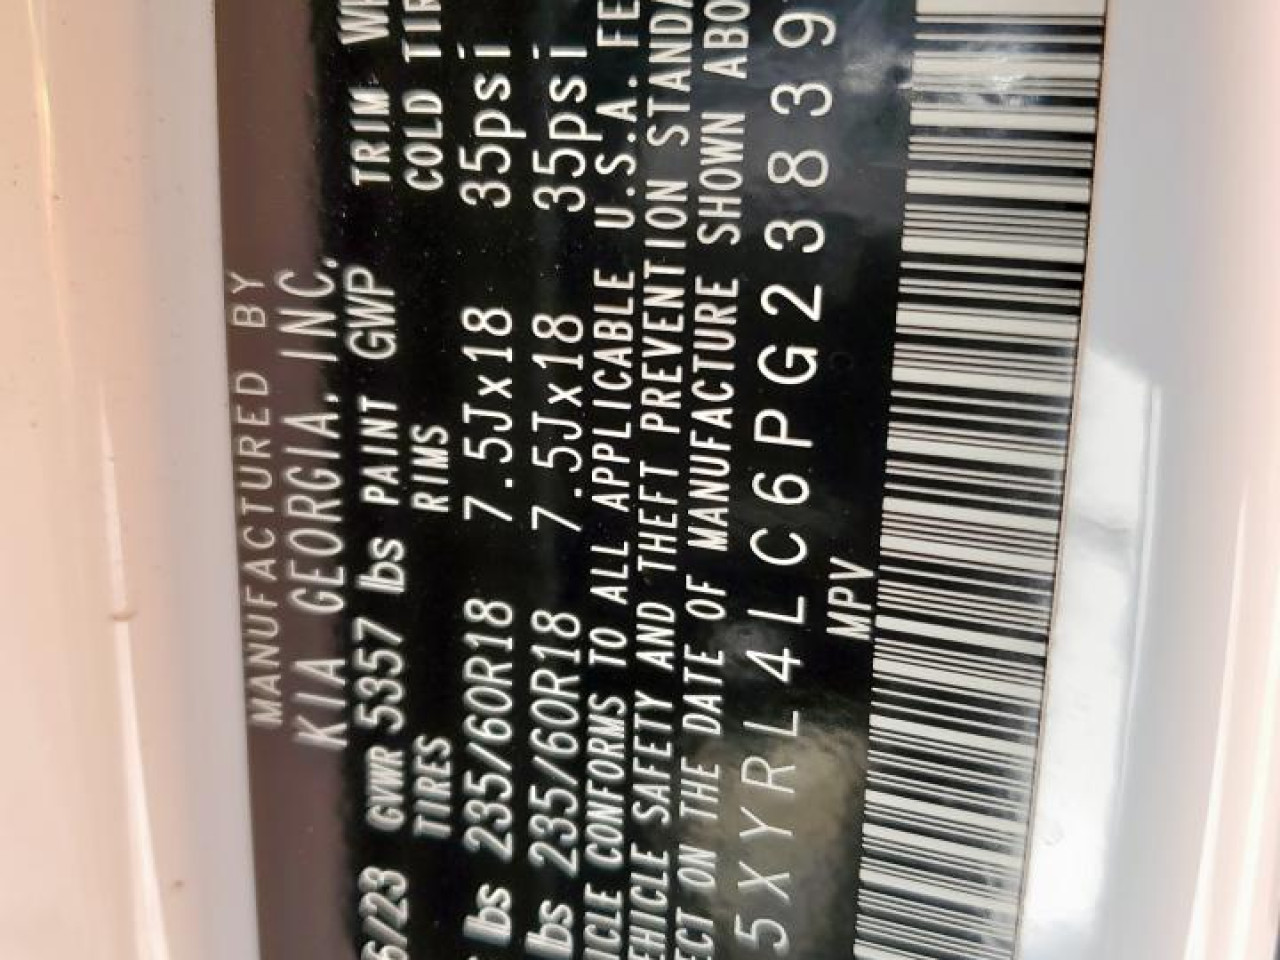 MANUFACTURED BY
KIA GEORGIA, INC.
6/23 GVWR 5357 lbs PAINT GWP TRIM
TIRES RIMS COLD
lbs 235/60R18 7.5Jx18 35psi
lbs 235/60R18 7.5Jx18 35psi
ICLE CONFORMS TO ALL APPLICABLE U.S.A. FE
EHICLE SAFETY AND THEFT PREVENTION STANDA
ECT ON THE DATE OF MANUFACTURE SHOWN ABO
5XYRL4LC6PG23839
MPV